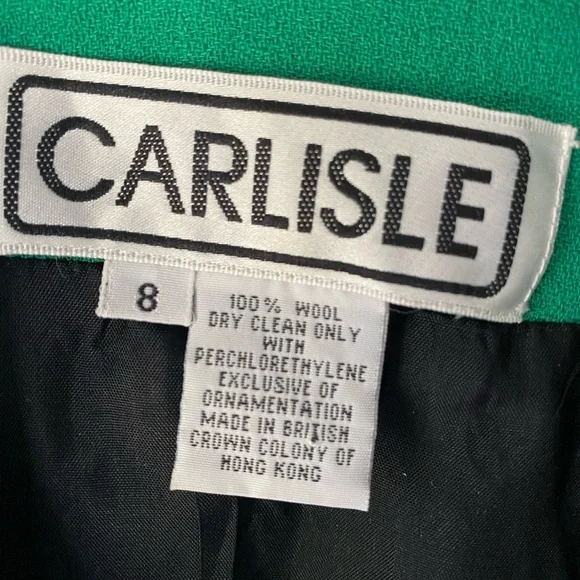 CARLISLE
8
100% WOOL
DRY CLEAN ONLY
WITH
PERCHLORETHYLENE
EXCLUSIVE OF
ORNAMENTATION
MADE IN BRITISH
CROWN COLONY OF
HONG KONG